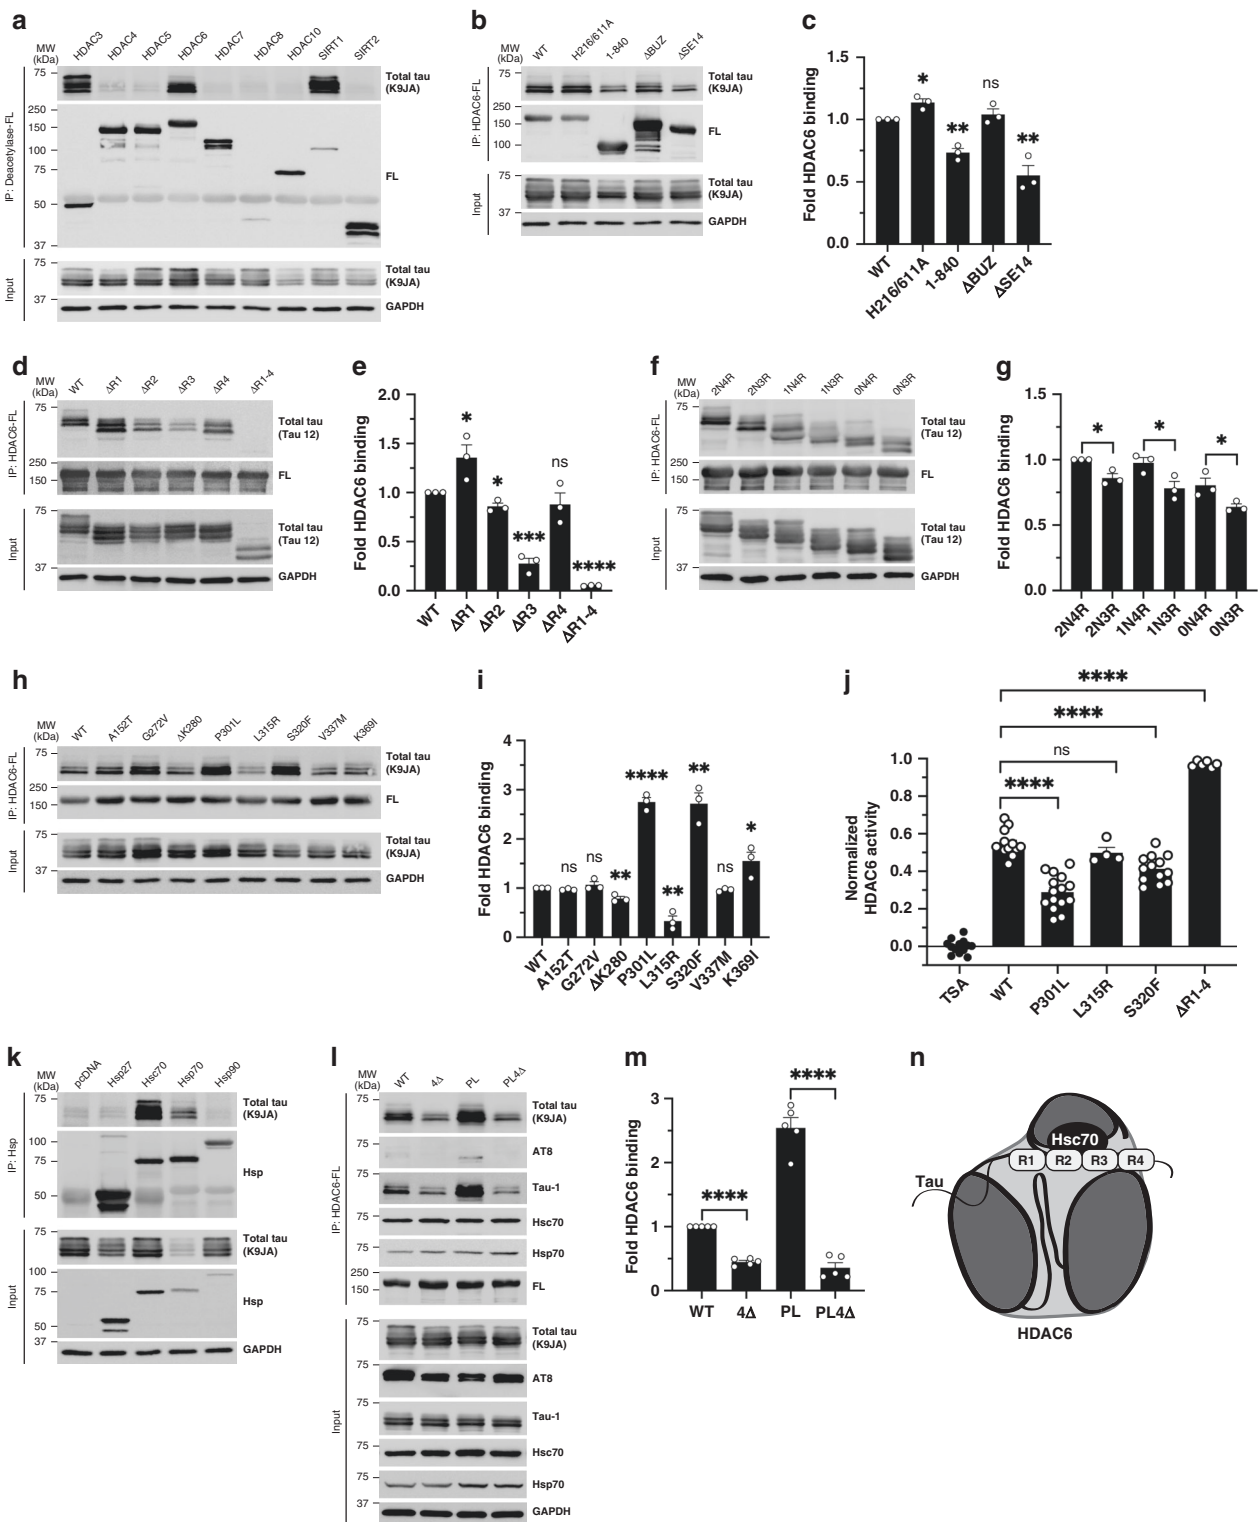 a
MW
(kDa)
HDAC3
HDAC4
HDAC5
HDAC6
HDAC7
HDAC8
HDAC10
SIRT1
SIRT2
IP: Deacetylase-FL
75
Total tau
(K9JA)
250
150
100
75
50
37
FL
Input
75
Total tau
(K9JA)
37
GAPDH
b
MW
(kDa)
WT
H216/611A
1-840
ΔBUZ
ΔSE14
IP: HDAC6-FL
75
Total tau
(K9JA)
250
150
100
FL
Input
75
Total tau
(K9JA)
37
GAPDH
c
Fold HDAC6 binding
1.5
1.0
0.5
0.0
*
**
ns
**
WT
H216/611A
1-840
ΔBUZ
ΔSE14
d
MW
(kDa)
WT
ΔR1
ΔR2
ΔR3
ΔR4
ΔR1-4
IP: HDAC6-FL
75
Total tau
(Tau 12)
250
150
FL
Input
75
Total tau
(Tau 12)
37
GAPDH
e
Fold HDAC6 binding
2.0
1.5
1.0
0.5
0.0
*
*
***
ns
****
WT
ΔR1
ΔR2
ΔR3
ΔR4
ΔR1-4
f
MW
(kDa)
2N4R
2N3R
1N4R
1N3R
0N4R
0N3R
IP: HDAC6-FL
75
Total tau
(Tau 12)
250
150
FL
Input
75
Total tau
(Tau 12)
37
GAPDH
g
Fold HDAC6 binding
1.5
1.0
0.5
0.0
*
*
*
2N4R
2N3R
1N4R
1N3R
0N4R
0N3R
h
MW
(kDa)
WT
A152T
G272V
ΔK280
P301L
L315R
S320F
V337M
K369I
IP: HDAC6-FL
75
Total tau
(K9JA)
250
150
FL
Input
75
Total tau
(K9JA)
37
GAPDH
i
Fold HDAC6 binding
4
3
2
1
0
ns
ns
**
****
**
**
ns
*
WT
A152T
G272V
ΔK280
P301L
L315R
S320F
V337M
K369I
j
Normalized
HDAC6 activity
1.0
0.8
0.6
0.4
0.2
0.0
****
****
ns
****
TSA
WT
P301L
L315R
S320F
ΔR1-4
k
MW
(kDa)
pcDNA
Hsp27
Hsc70
Hsp70
Hsp90
IP: Hsp
75
Total tau
(K9JA)
100
75
50
Hsp
Input
75
Total tau
(K9JA)
100
75
50
Hsp
37
GAPDH
l
MW
(kDa)
WT
4Δ
PL
PL4Δ
IP: HDAC6-FL
75
Total tau
(K9JA)
75
AT8
75
Tau-1
75
Hsc70
75
Hsp70
250
150
FL
Input
75
Total tau
(K9JA)
75
AT8
75
Tau-1
75
Hsc70
75
Hsp70
37
GAPDH
m
Fold HDAC6 binding
3
2
1
0
****
****
WT
4Δ
PL
PL4Δ
n
Hsc70
R1
R2
R3
R4
Tau
HDAC6